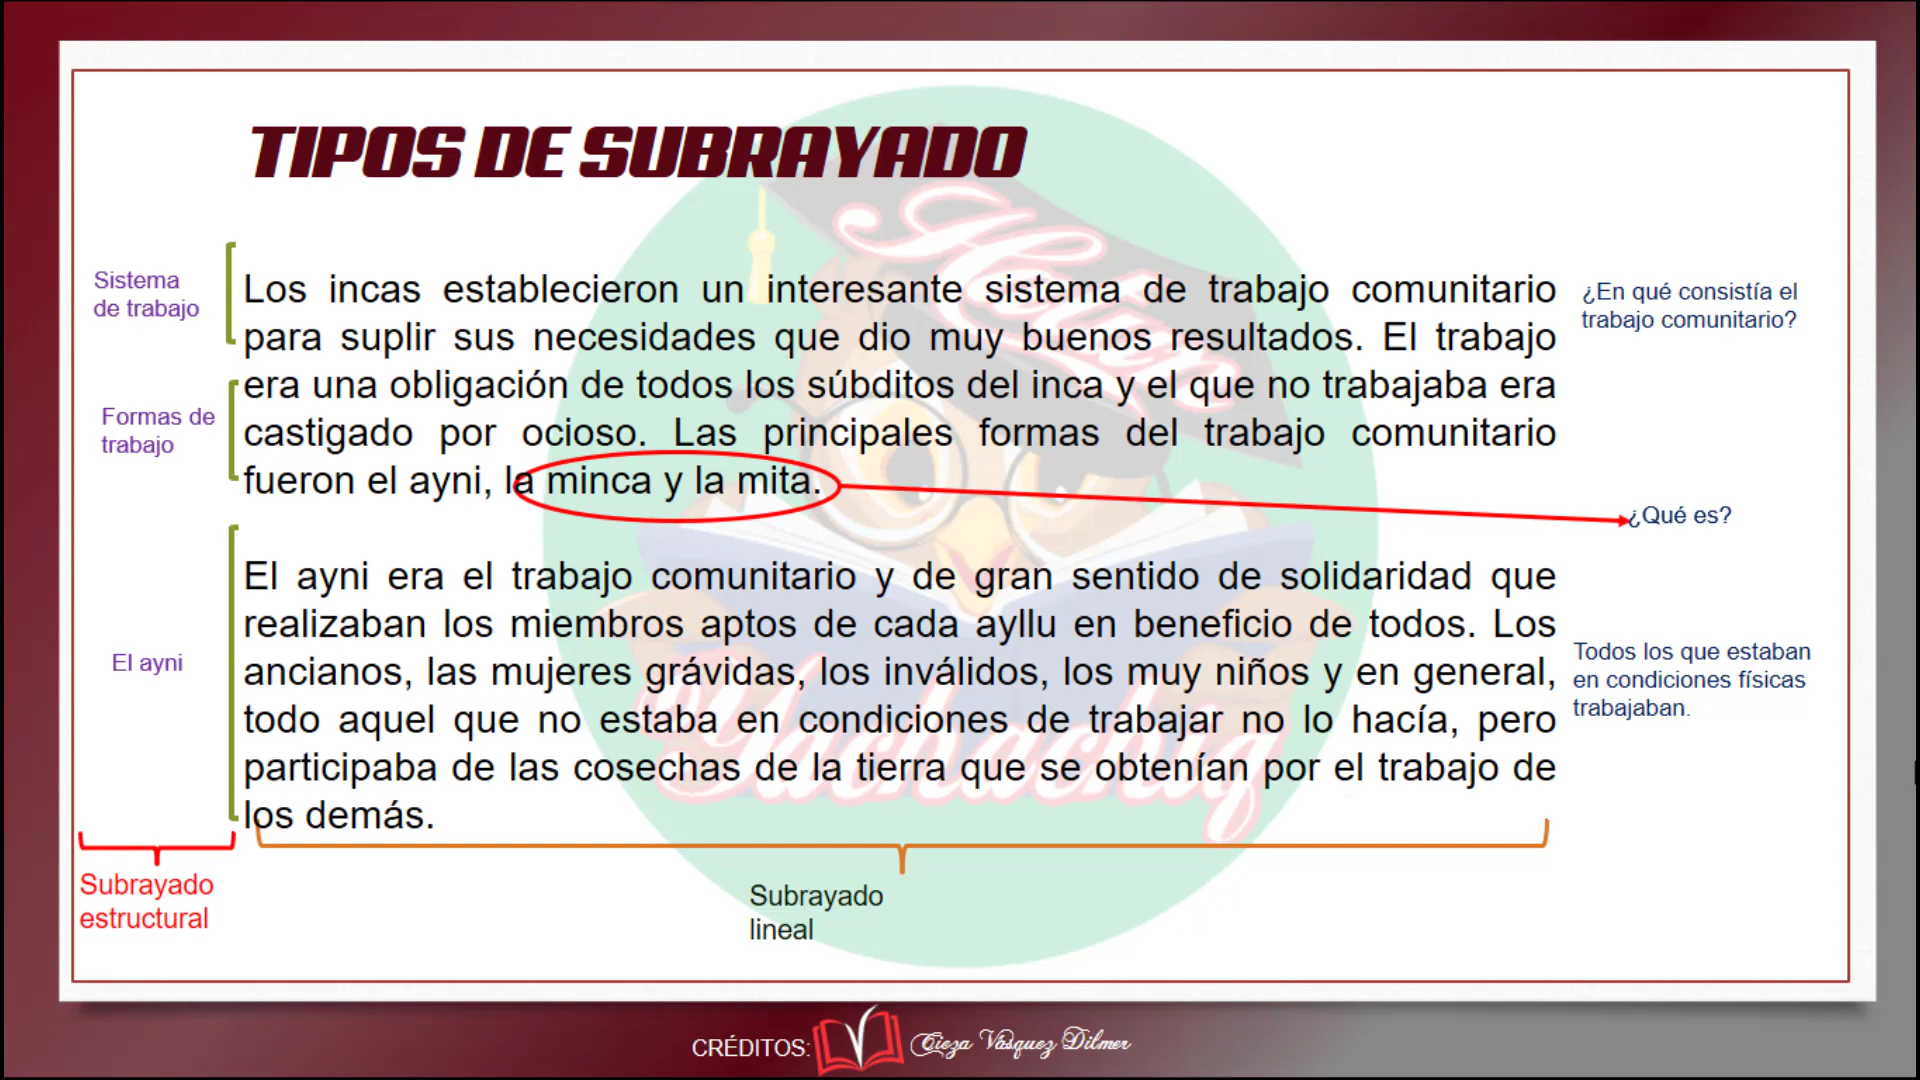 TIPOS DE SUBRAYADO
Sistema
de trabajo
Los incas establecieron un interesante sistema de trabajo comunitario
para suplir sus necesidades que dio muy buenos resultados. El trabajo
era una obligación de todos los súbditos del inca y el que no trabajaba era
castigado por ocioso. Las principales formas del trabajo comunitario
fueron el ayni, la minca y la mita.
¿En qué consistía el
trabajo comunitario?
Formas de
trabajo
¿Qué es?
El ayni era el trabajo comunitario y de gran sentido de solidaridad que
realizaban los miembros aptos de cada ayllu en beneficio de todos. Los
ancianos, las mujeres grávidas, los inválidos, los muy niños y en general,
todo aquel que no estaba en condiciones de trabajar no lo hacía, pero
participaba de las cosechas de la tierra que se obtenían por el trabajo de
los demás.
El ayni
Todos los que estaban
en condiciones físicas
trabajaban.
Subrayado
estructural
Subrayado
lineal
CRÉDITOS:
Cieza Vásquez Dilmer
Yachachiq